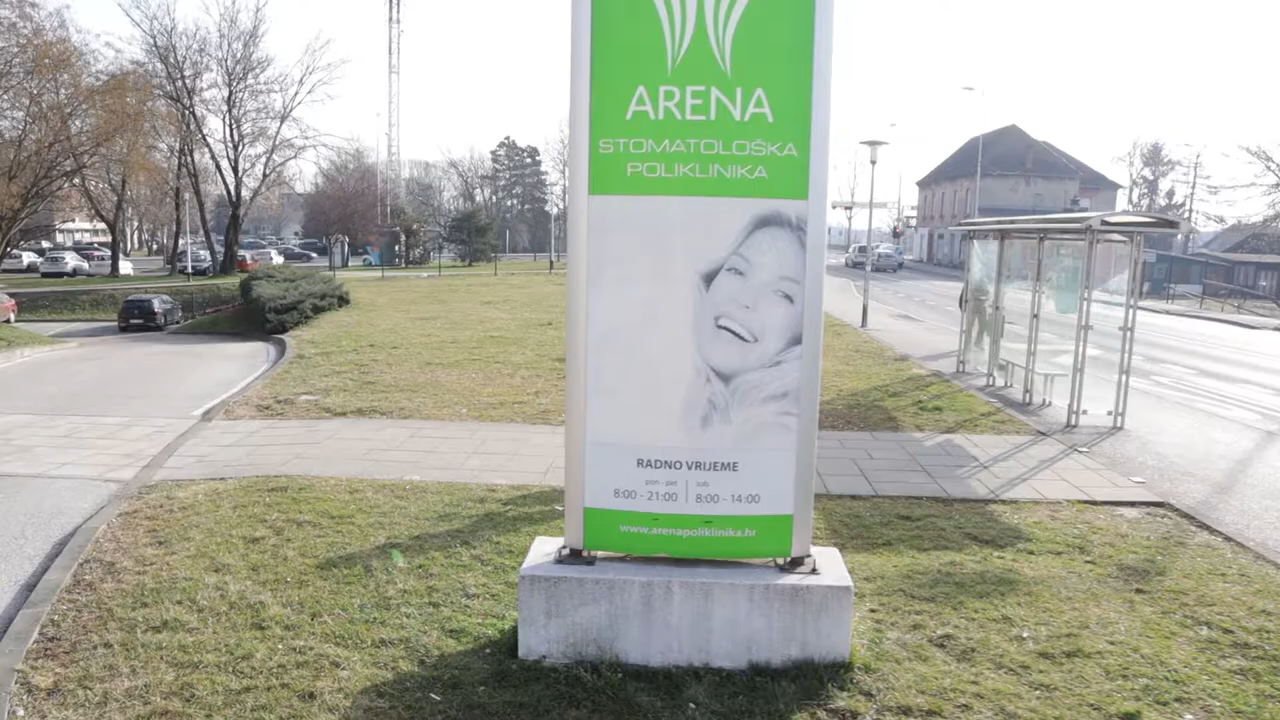 ARENA
STOMATOLOŠKA
POLIKLINIKA
RADNO VRIJEME
pon - pet | sub
8:00 - 21:00 | 8:00 - 14:00
www.arenapoliklinika.hr